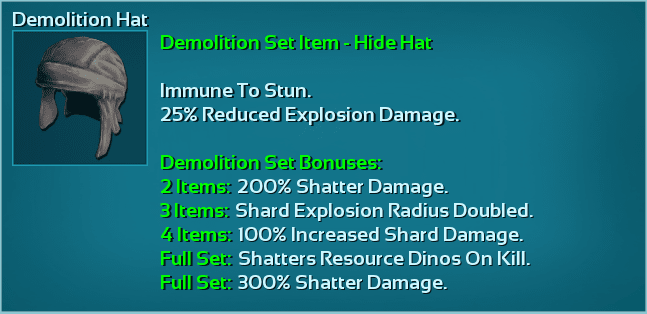 Demolition Hat
Demolition Set Item - Hide Hat
Immune To Stun.
25% Reduced Explosion Damage.
Demolition Set Bonuses:
2 Items: 200% Shatter Damage.
3 Items: Shard Explosion Radius Doubled.
4 Items: 100% Increased Shard Damage.
Full Set: Shatters Resource Dinos On Kill.
Full Set: 300% Shatter Damage.